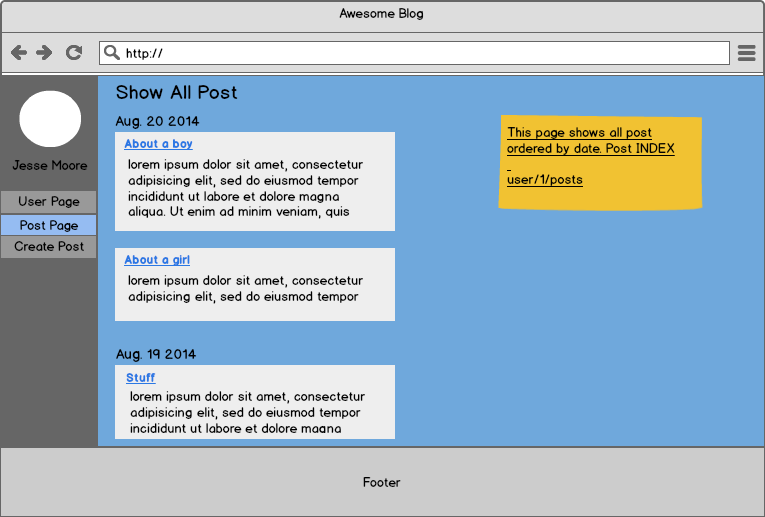 Awesome Blog
http://
Jesse Moore
User Page
Post Page
Create Post
Show All Post
Aug. 20 2014
About a boy
lorem ipsum dolor sit amet, consectetur
adipisicing elit, sed do eiusmod tempor
incididunt ut labore et dolore magna
aliqua. Ut enim ad minim veniam, quis
About a girl
lorem ipsum dolor sit amet, consectetur
adipisicing elit, sed do eiusmod tempor
Aug. 19 2014
Stuff
lorem ipsum dolor sit amet, consectetur
adipisicing elit, sed do eiusmod tempor
incididunt ut labore et dolore magna
This page shows all post
ordered by date. Post INDEX
-
user/1/posts
Footer